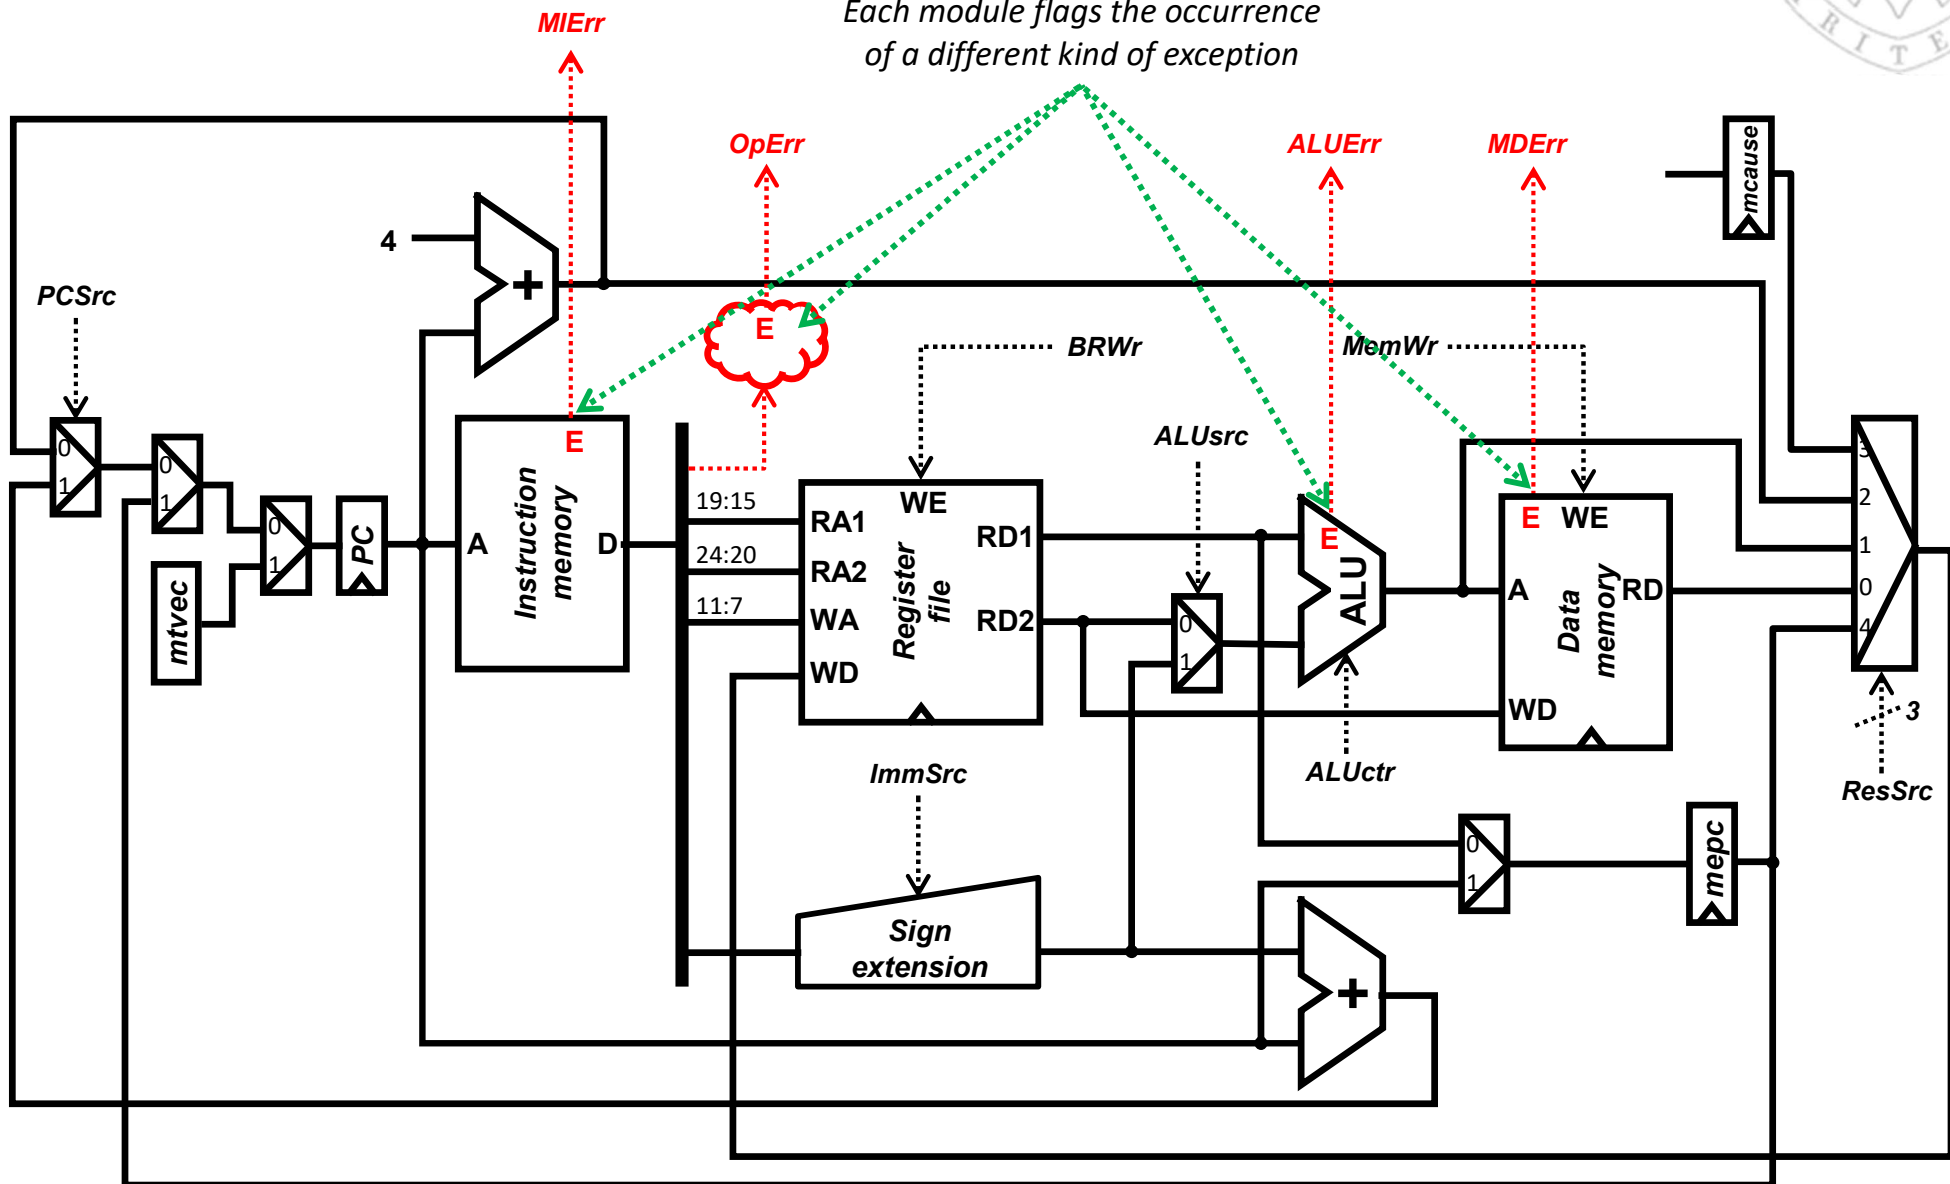 Each module flags the occurrence
of a different kind of exception
MIErr
OpErr
ALUErr
MDErr
mcause
4
+
PCSrc
E
BRWr
MemWr
ALUsrc
0
1
0
1
0
1
mtvec
PC
E
A
D
Instruction
memory
19:15
24:20
11:7
WE
RA1
RA2
WA
WD
RD1
RD2
Register
file
0
1
E
ALU
E
WE
A
RD
WD
Data
memory
3
2
1
0
4
3
ResSrc
ALUctr
ImmSrc
Sign
extension
+
0
1
mepc
R I T E